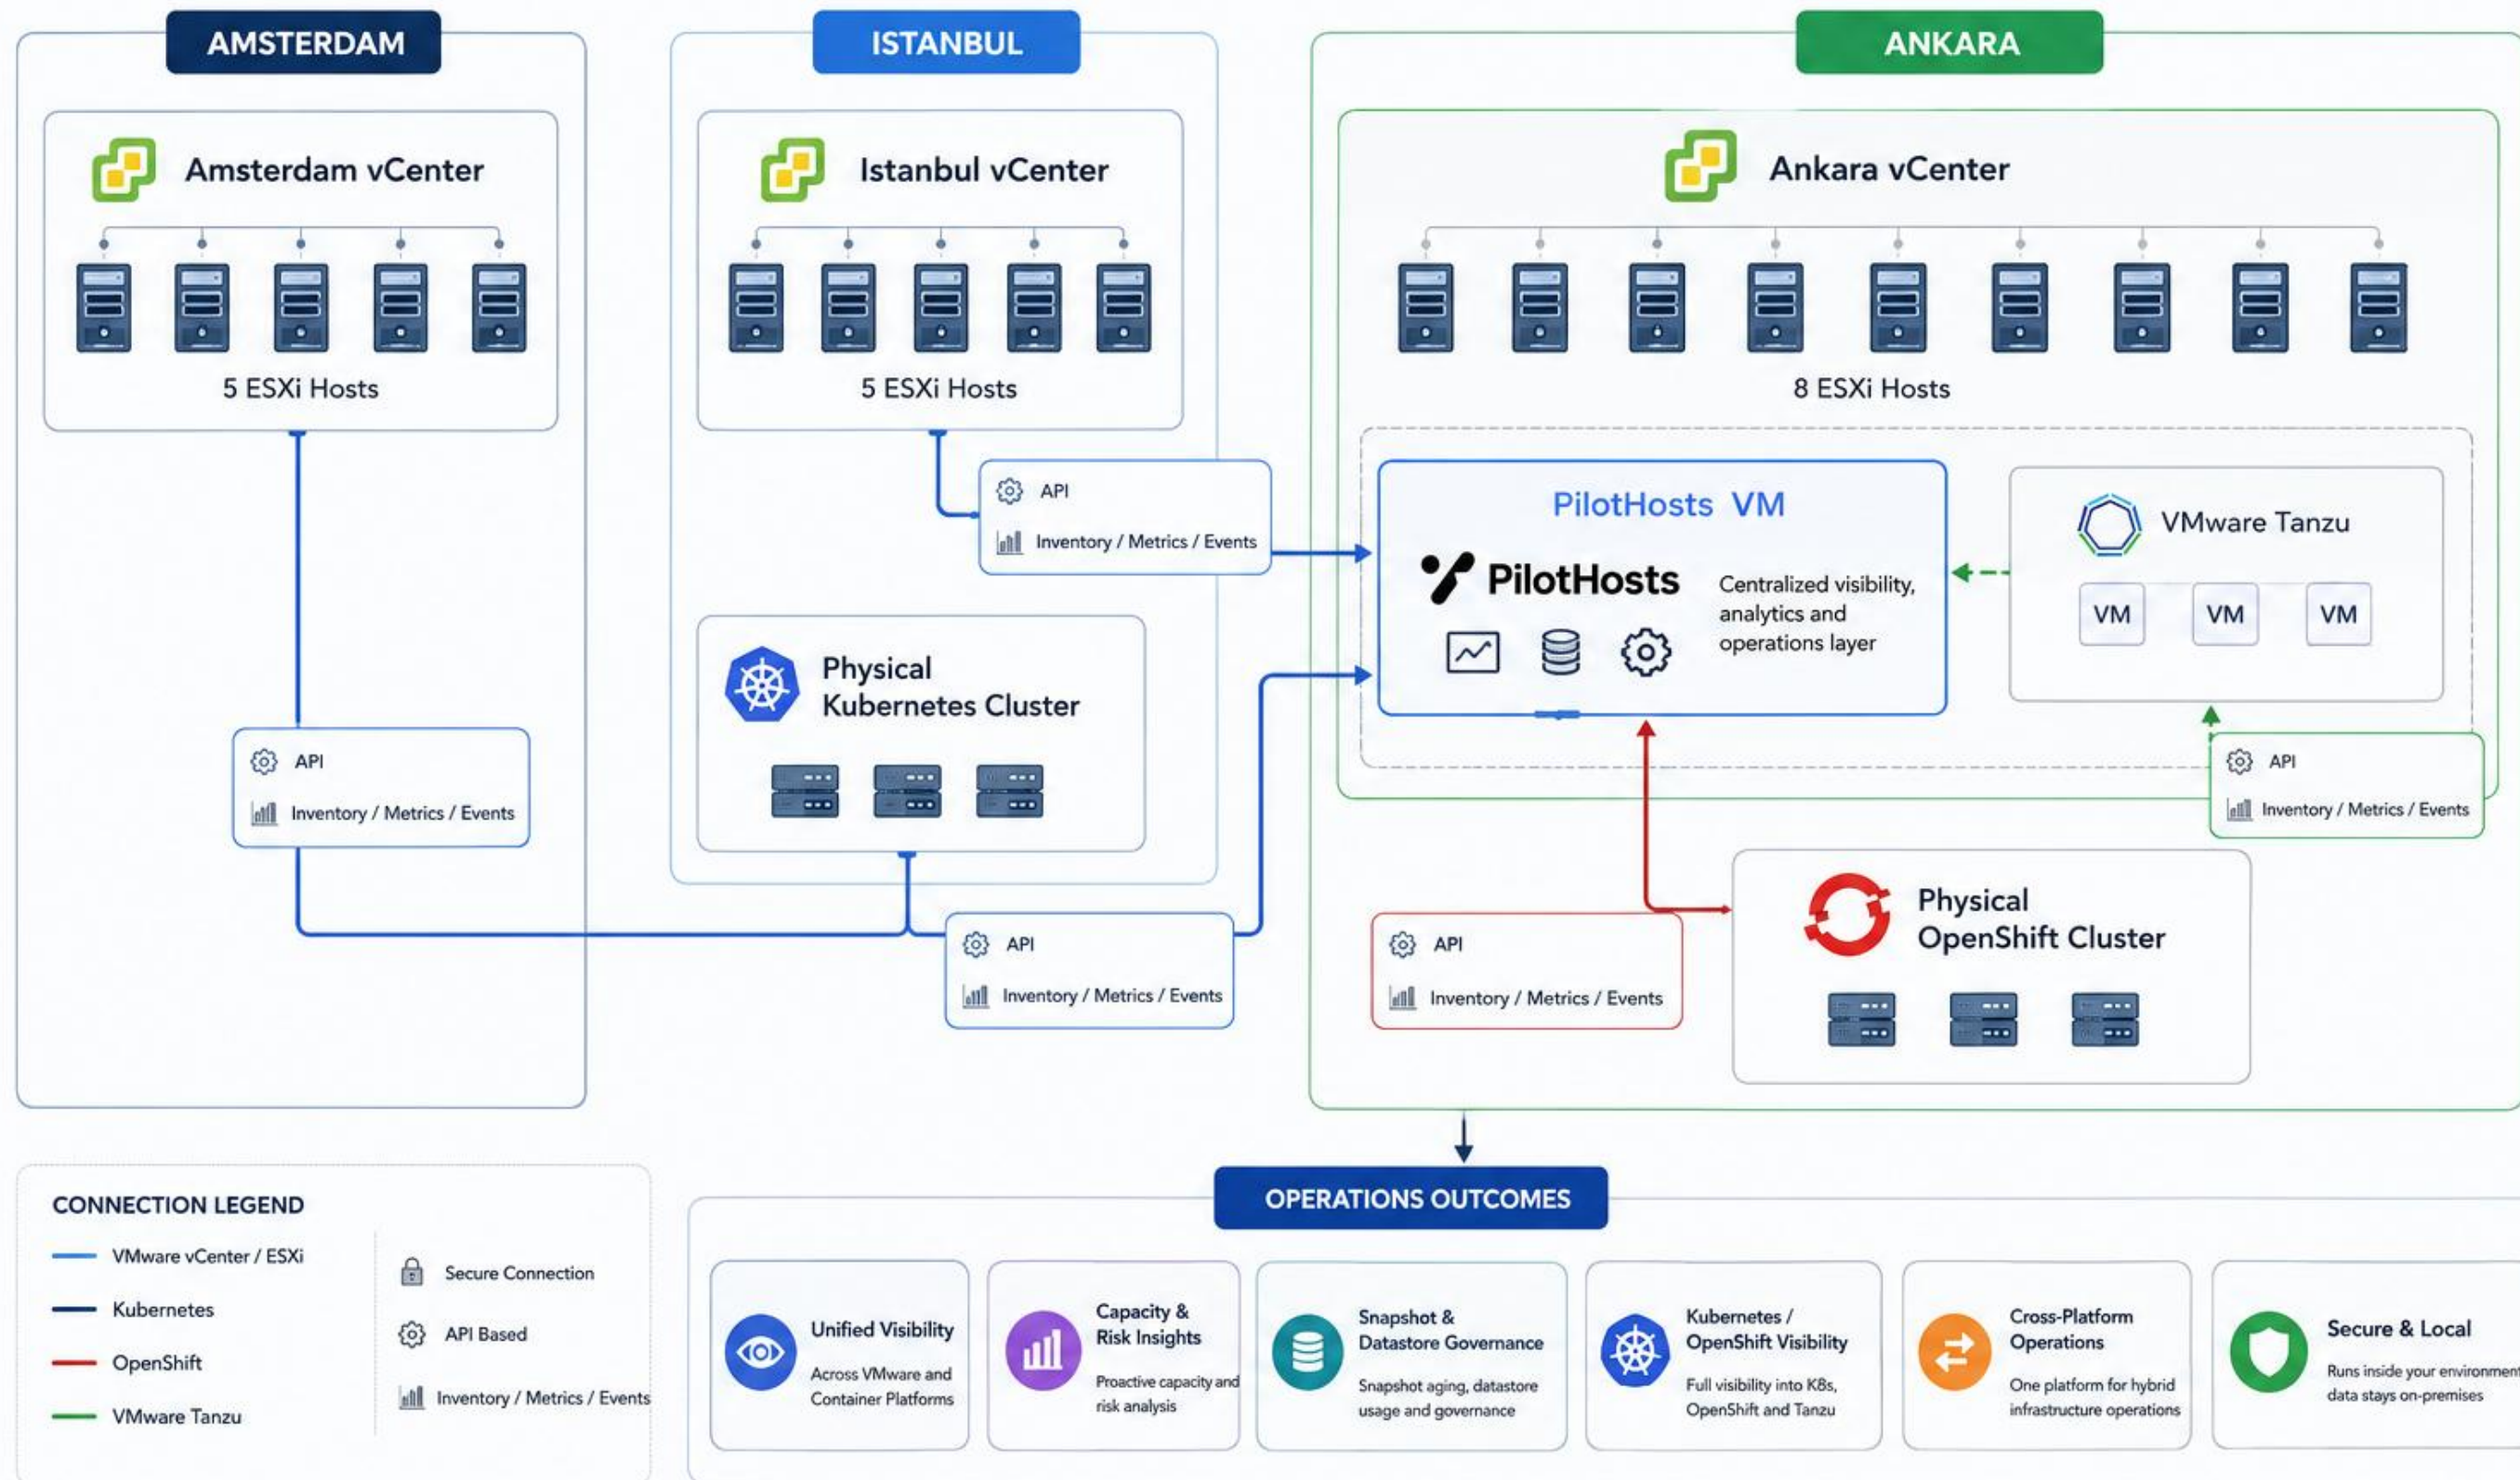 AMSTERDAM
Amsterdam vCenter
5 ESXi Hosts
API
Inventory / Metrics / Events
ISTANBUL
Istanbul vCenter
5 ESXi Hosts
API
Inventory / Metrics / Events
Physical
Kubernetes Cluster
API
Inventory / Metrics / Events
ANKARA
Ankara vCenter
8 ESXi Hosts
PilotHosts VM
PilotHosts
Centralized visibility,
analytics and
operations layer
VMware Tanzu
VM
VM
VM
API
Inventory / Metrics / Events
API
Inventory / Metrics / Events
Physical
OpenShift Cluster
CONNECTION LEGEND
VMware vCenter / ESXi
Kubernetes
OpenShift
VMware Tanzu
Secure Connection
API Based
Inventory / Metrics / Events
OPERATIONS OUTCOMES
Unified Visibility
Across VMware and
Container Platforms
Capacity &
Risk Insights
Proactive capacity and
risk analysis
Snapshot &
Datastore Governance
Snapshot aging, datastore
usage and governance
Kubernetes /
OpenShift Visibility
Full visibility into K8s,
OpenShift and Tanzu
Cross-Platform
Operations
One platform for hybrid
infrastructure operations
Secure & Local
Runs inside your environment
data stays on-premises